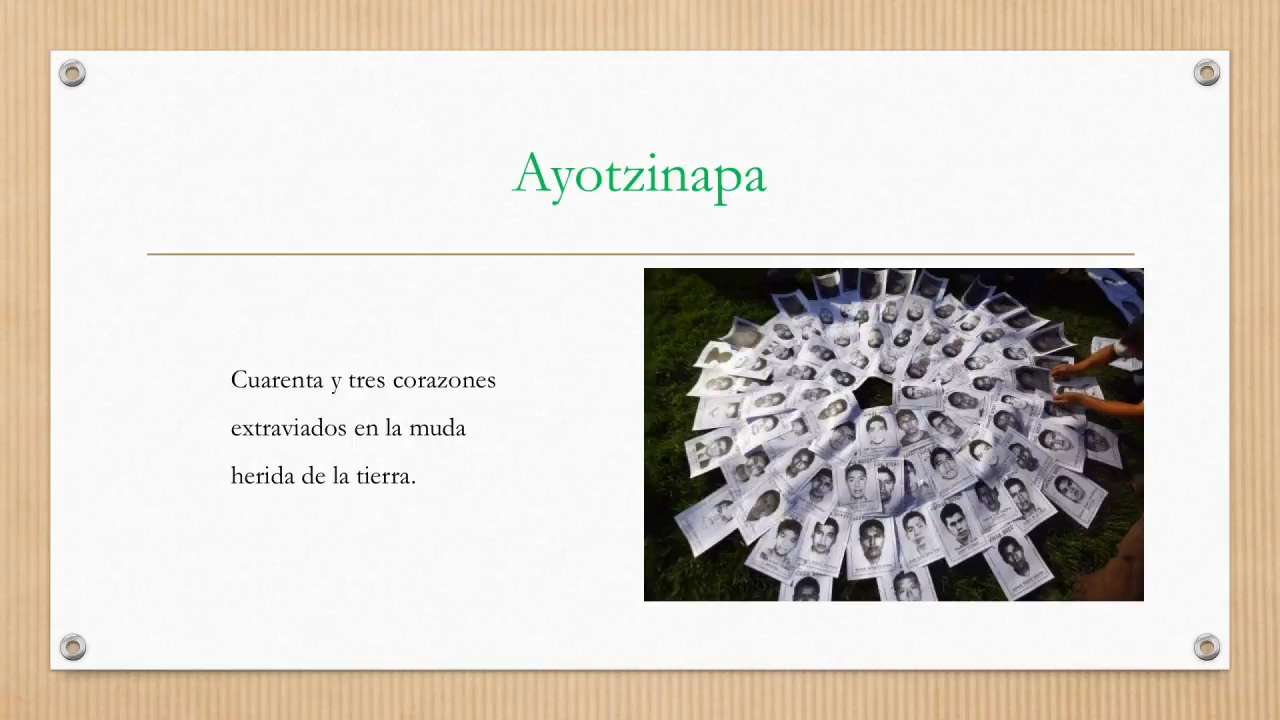 Ayotzinapa
Cuarenta y tres corazones
extraviados en la muda
herida de la tierra.